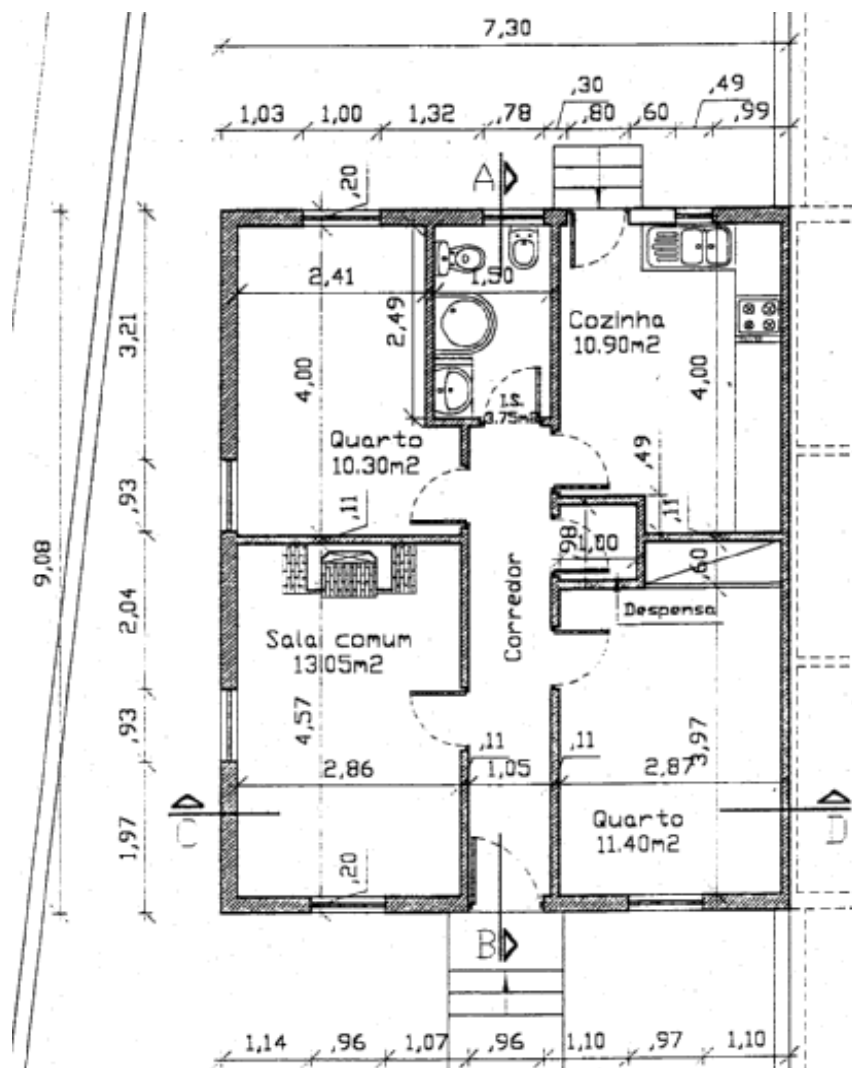 7,30
,30
,49
1,03 1,00 1,32 ,78 ,80 ,60 ,99
A
,20
2,41 1,50
2,49
3,21
Cozinha
10.90m2
4,00
4,00
I.S.
3.75m2
Quarto
10.30m2
,49
,93
,11
,11
,98
1,00
,60
9,08
Corredor
2,04
Despensa
Sala comum
13.05m2
4,57
,93
3,97
,11
,11
2,86 1,05 2,87
Quarto
11.40m2
1,97
,20
B
1,14 ,96 1,07 ,96 1,10 ,97 1,10